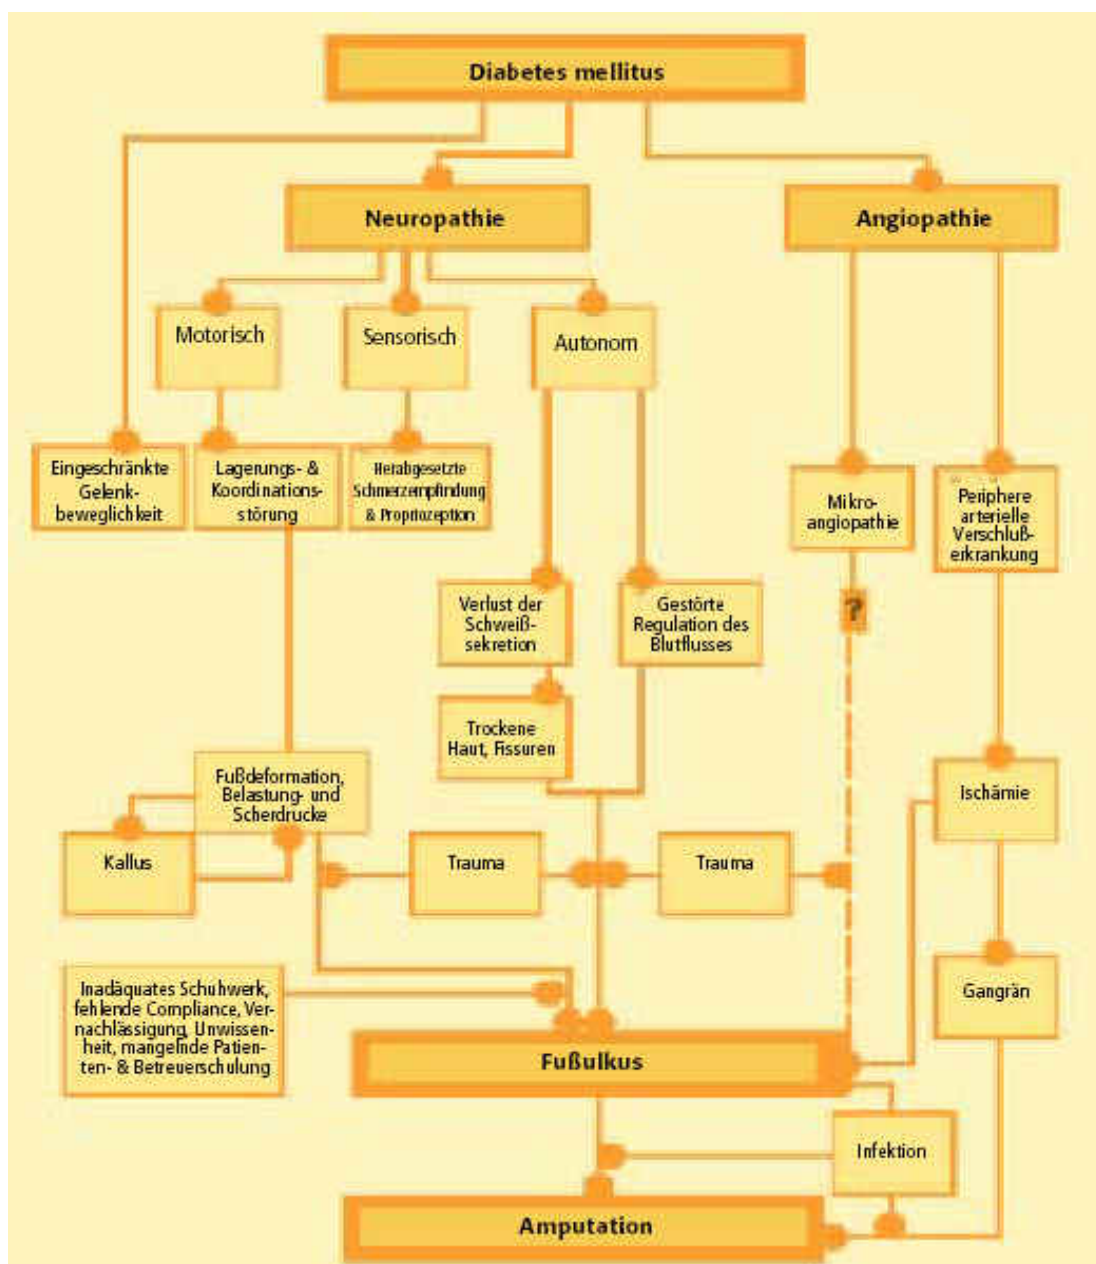 Diabetes mellitus
Neuropathie
Angiopathie
Motorisch
Sensorisch
Autonom
Eingeschränkte
Gelenk-
beweglichkeit
Lagerungs- &
Koordinations-
störung
Herabgesetzte
Schmerzempfindung
& Propriozeption
Mikro-
angiopathie
Periphere
arterielle
Verschluß-
erkrankung
?
Verlust der
Schweiß-
sekretion
Gestörte
Regulation des
Blutflusses
Trockene
Haut, Fissuren
Fußdeformation,
Belastung- und
Scherdrucke
Ischämie
Kallus
Trauma
Trauma
Inadäquates Schuhwerk,
fehlende Compliance, Ver-
nachlässigung, Unwissen-
heit, mangelnde Patien-
ten- & Betreuerschulung
Gangrän
Fußulkus
Infektion
Amputation